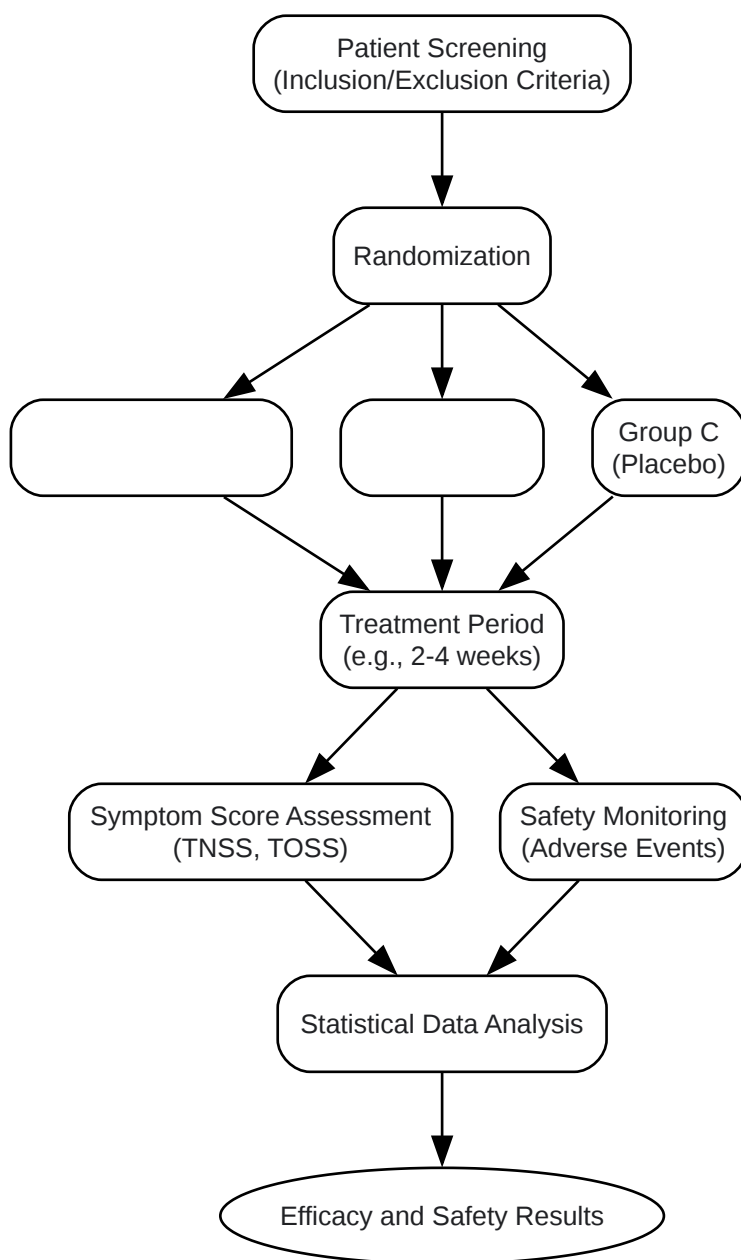 Patient Screening
(Inclusion/Exclusion Criteria)
Randomization
Group C
(Placebo)
Treatment Period
(e.g., 2-4 weeks)
Symptom Score Assessment
(TNSS, TOSS)
Safety Monitoring
(Adverse Events)
Statistical Data Analysis
Efficacy and Safety Results